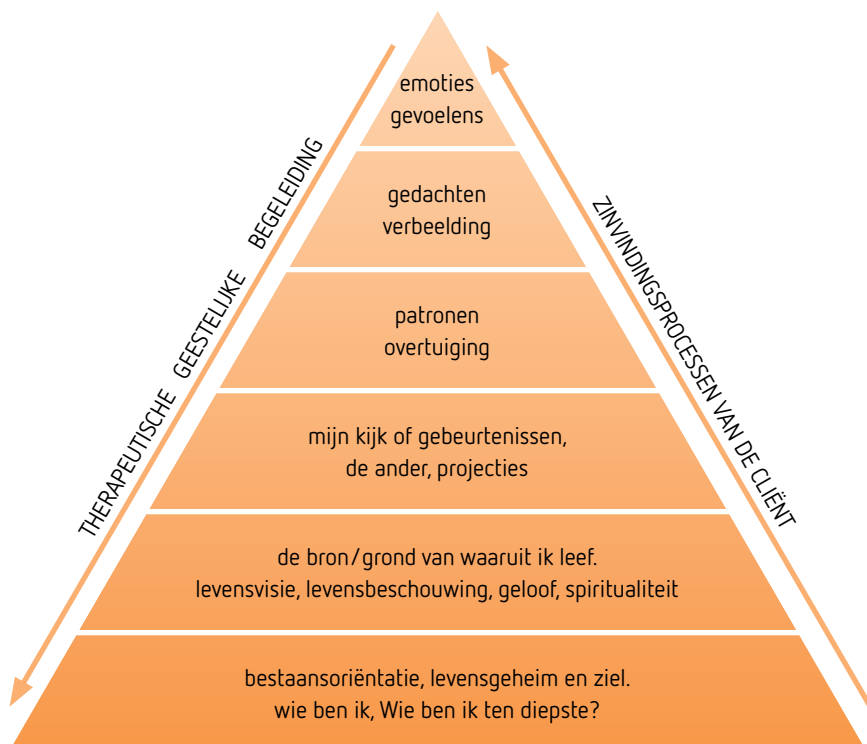 emoties
gevoelens
gedachten
verbeelding
patronen
overtuiging
mijn kijk of gebeurtenissen,
de ander, projecties
de bron/grond van waaruit ik leef.
levensvisie, levensbeschouwing, geloof, spiritualiteit
bestaansoriëntatie, levensgeheim en ziel.
wie ben ik, Wie ben ik ten diepste?
THERAPEUTISCHE GEESTELIJKE BEGELEIDING
ZINVINDINGSPROCESSEN VAN DE CLIËNT